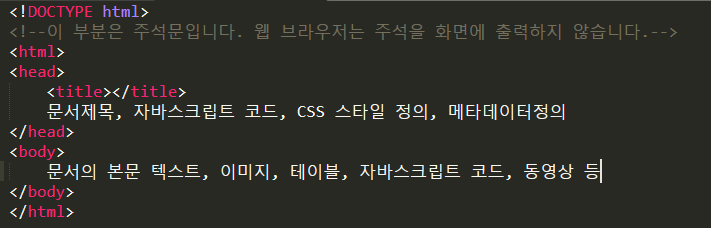 <!DOCTYPE html>
<!--이 부분은 주석문입니다. 웹 브라우저는 주석을 화면에 출력하지 않습니다.-->
<html>
<head>
<title></title>
문서제목, 자바스크립트 코드, CSS 스타일 정의, 메타데이터정의
</head>
<body>
문서의 본문 텍스트, 이미지, 테이블, 자바스크립트 코드, 동영상 등
</body>
</html>